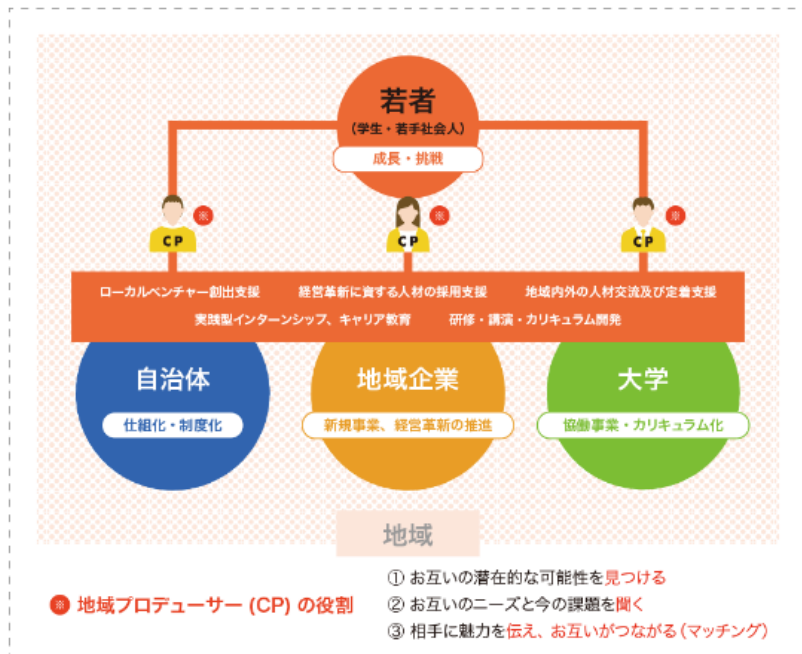 若者
（学生・若手社会人）
成長・挑戦
※ ※ ※
CP CP CP
ローカルベンチャー創出支援 経営革新に資する人材の採用支援 地域内外の人材交流及び定着支援
実践型インターンシップ、キャリア教育 研修・講演・カリキュラム開発
自治体 地域企業 大学
仕組化・制度化 新規事業、経営革新の推進 協働事業・カリキュラム化
地域
※ 地域プロデューサー (CP) の役割
① お互いの潜在的な可能性を見つける
② お互いのニーズと今の課題を聞く
③ 相手に魅力を伝え、お互いがつながる（マッチング）